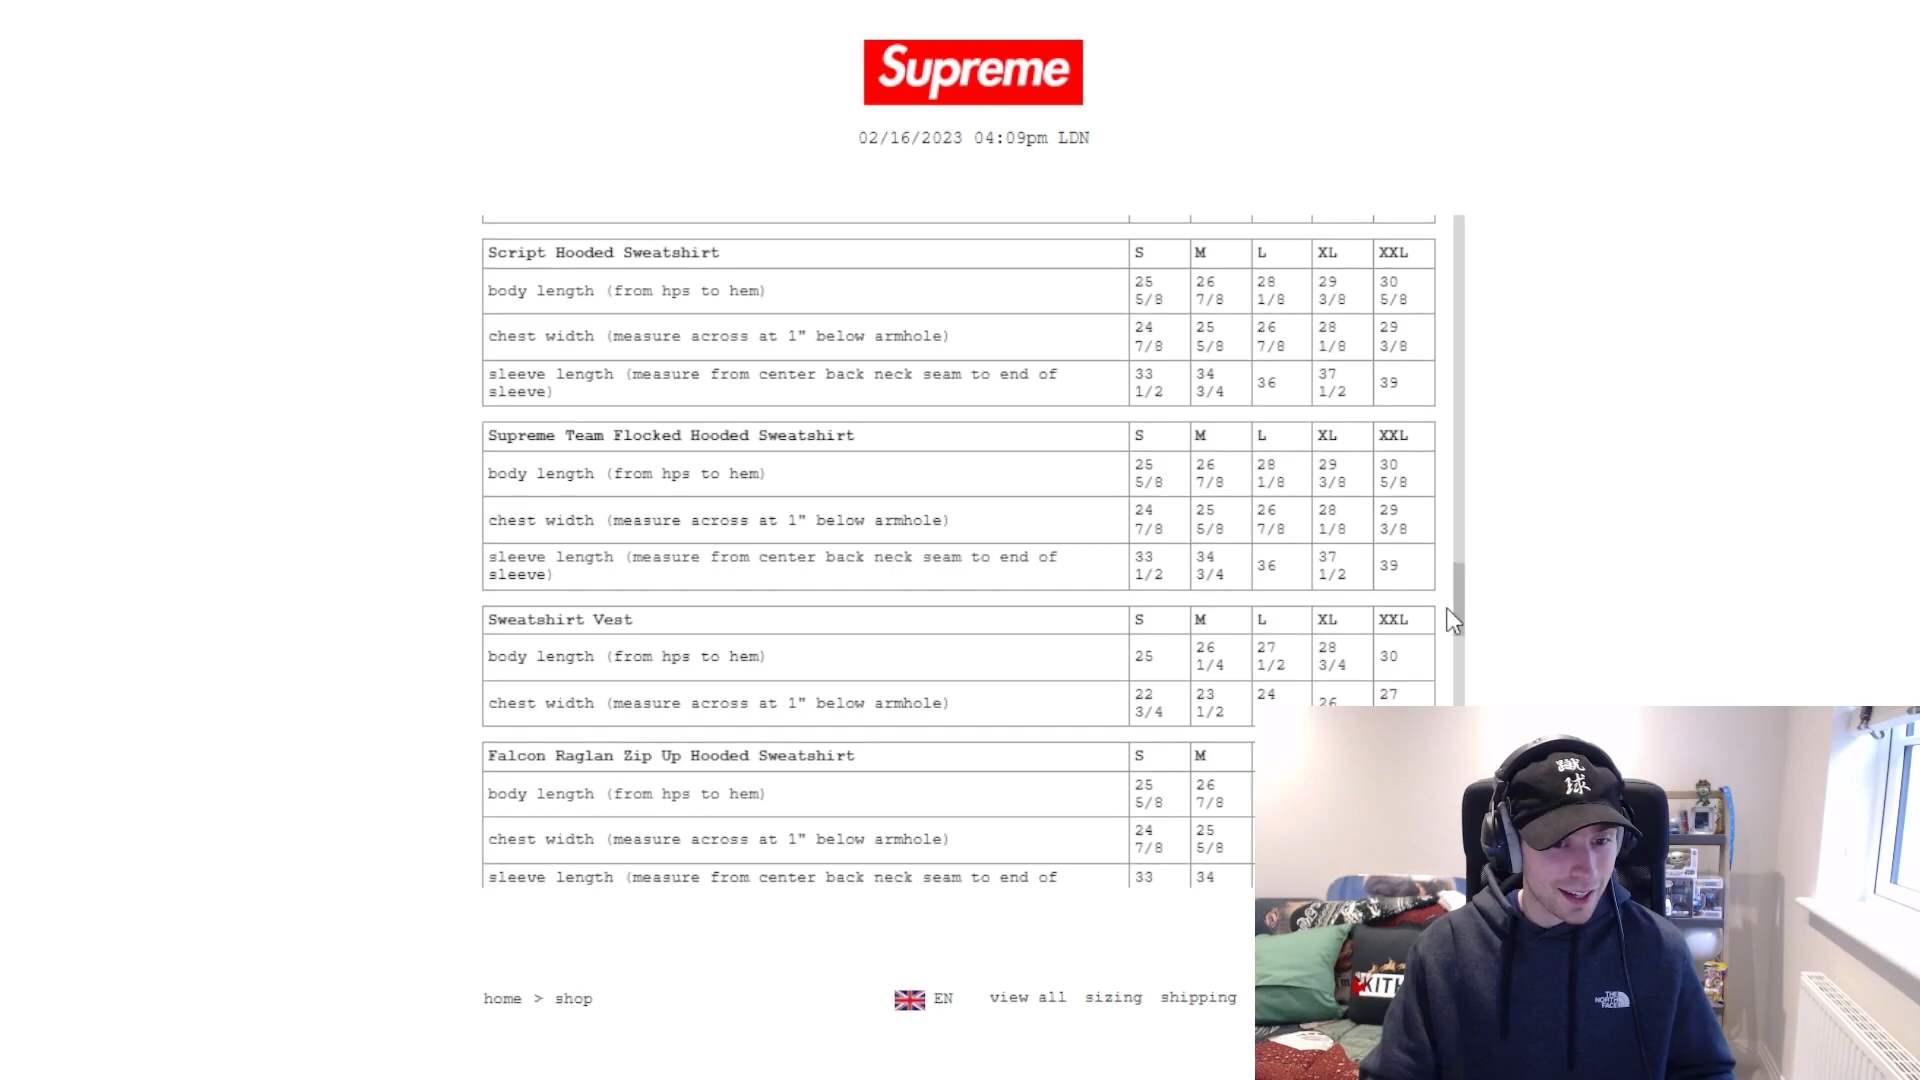 Supreme
02/16/2023 04:09pm LDN
Script Hooded Sweatshirt S M L XL XXL
body length (from hps to hem) 25 5/8 26 7/8 28 1/8 29 3/8 30 5/8
chest width (measure across at 1" below armhole) 24 7/8 25 5/8 26 7/8 28 1/8 29 3/8
sleeve length (measure from center back neck seam to end of sleeve) 33 1/2 34 3/4 36 37 1/2 39
Supreme Team Flocked Hooded Sweatshirt S M L XL XXL
body length (from hps to hem) 25 5/8 26 7/8 28 1/8 29 3/8 30 5/8
chest width (measure across at 1" below armhole) 24 7/8 25 5/8 26 7/8 28 1/8 29 3/8
sleeve length (measure from center back neck seam to end of sleeve) 33 1/2 34 3/4 36 37 1/2 39
Sweatshirt Vest S M L XL XXL
body length (from hps to hem) 25 26 1/4 27 1/2 28 3/4 30
chest width (measure across at 1" below armhole) 22 3/4 23 1/2 24 26 27
Falcon Raglan Zip Up Hooded Sweatshirt S M
body length (from hps to hem) 25 5/8 26 7/8
chest width (measure across at 1" below armhole) 24 7/8 25 5/8
sleeve length (measure from center back neck seam to end of 33 34
home > shop
EN view all sizing shipping
蹴球
KITH
THE NORTH FACE